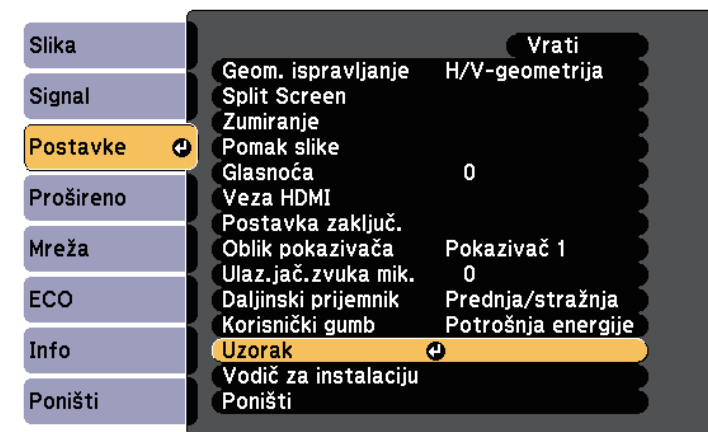 Slika
Signal
Postavke
Prošireno
Mreža
ECO
Info
Poništi
Vrati
Geom. ispravljanje H/V-geometrija
Split Screen
Zumiranje
Pomak slike
Glasnoća 0
Veza HDMI
Postavka zaključ.
Oblik pokazivača Pokazivač 1
Ulaz.jač.zvuka mik. 0
Daljinski prijemnik Prednja/stražnja
Korisnički gumb Potrošnja energije
Uzorak
Vodič za instalaciju
Poništi